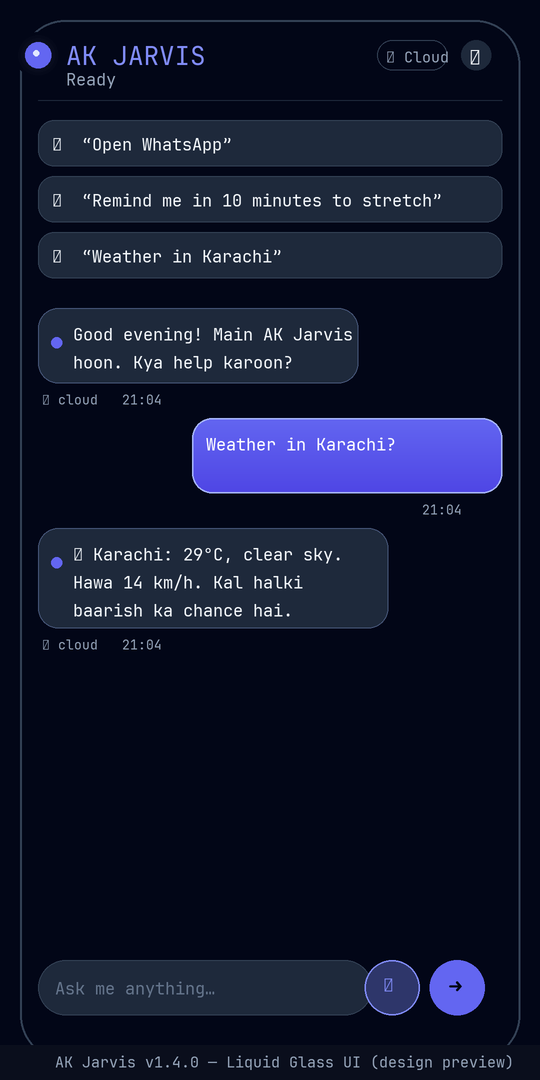 AK JARVIS
Cloud
Ready
“Open WhatsApp”
“Remind me in 10 minutes to stretch”
“Weather in Karachi”
Good evening! Main AK Jarvis
hoon. Kya help karoon?
cloud 21:04
Weather in Karachi?
21:04
Karachi: 29°C, clear sky.
Hawa 14 km/h. Kal halki
baarish ka chance hai.
cloud 21:04
Ask me anything…
AK Jarvis v1.4.0 — Liquid Glass UI (design preview)